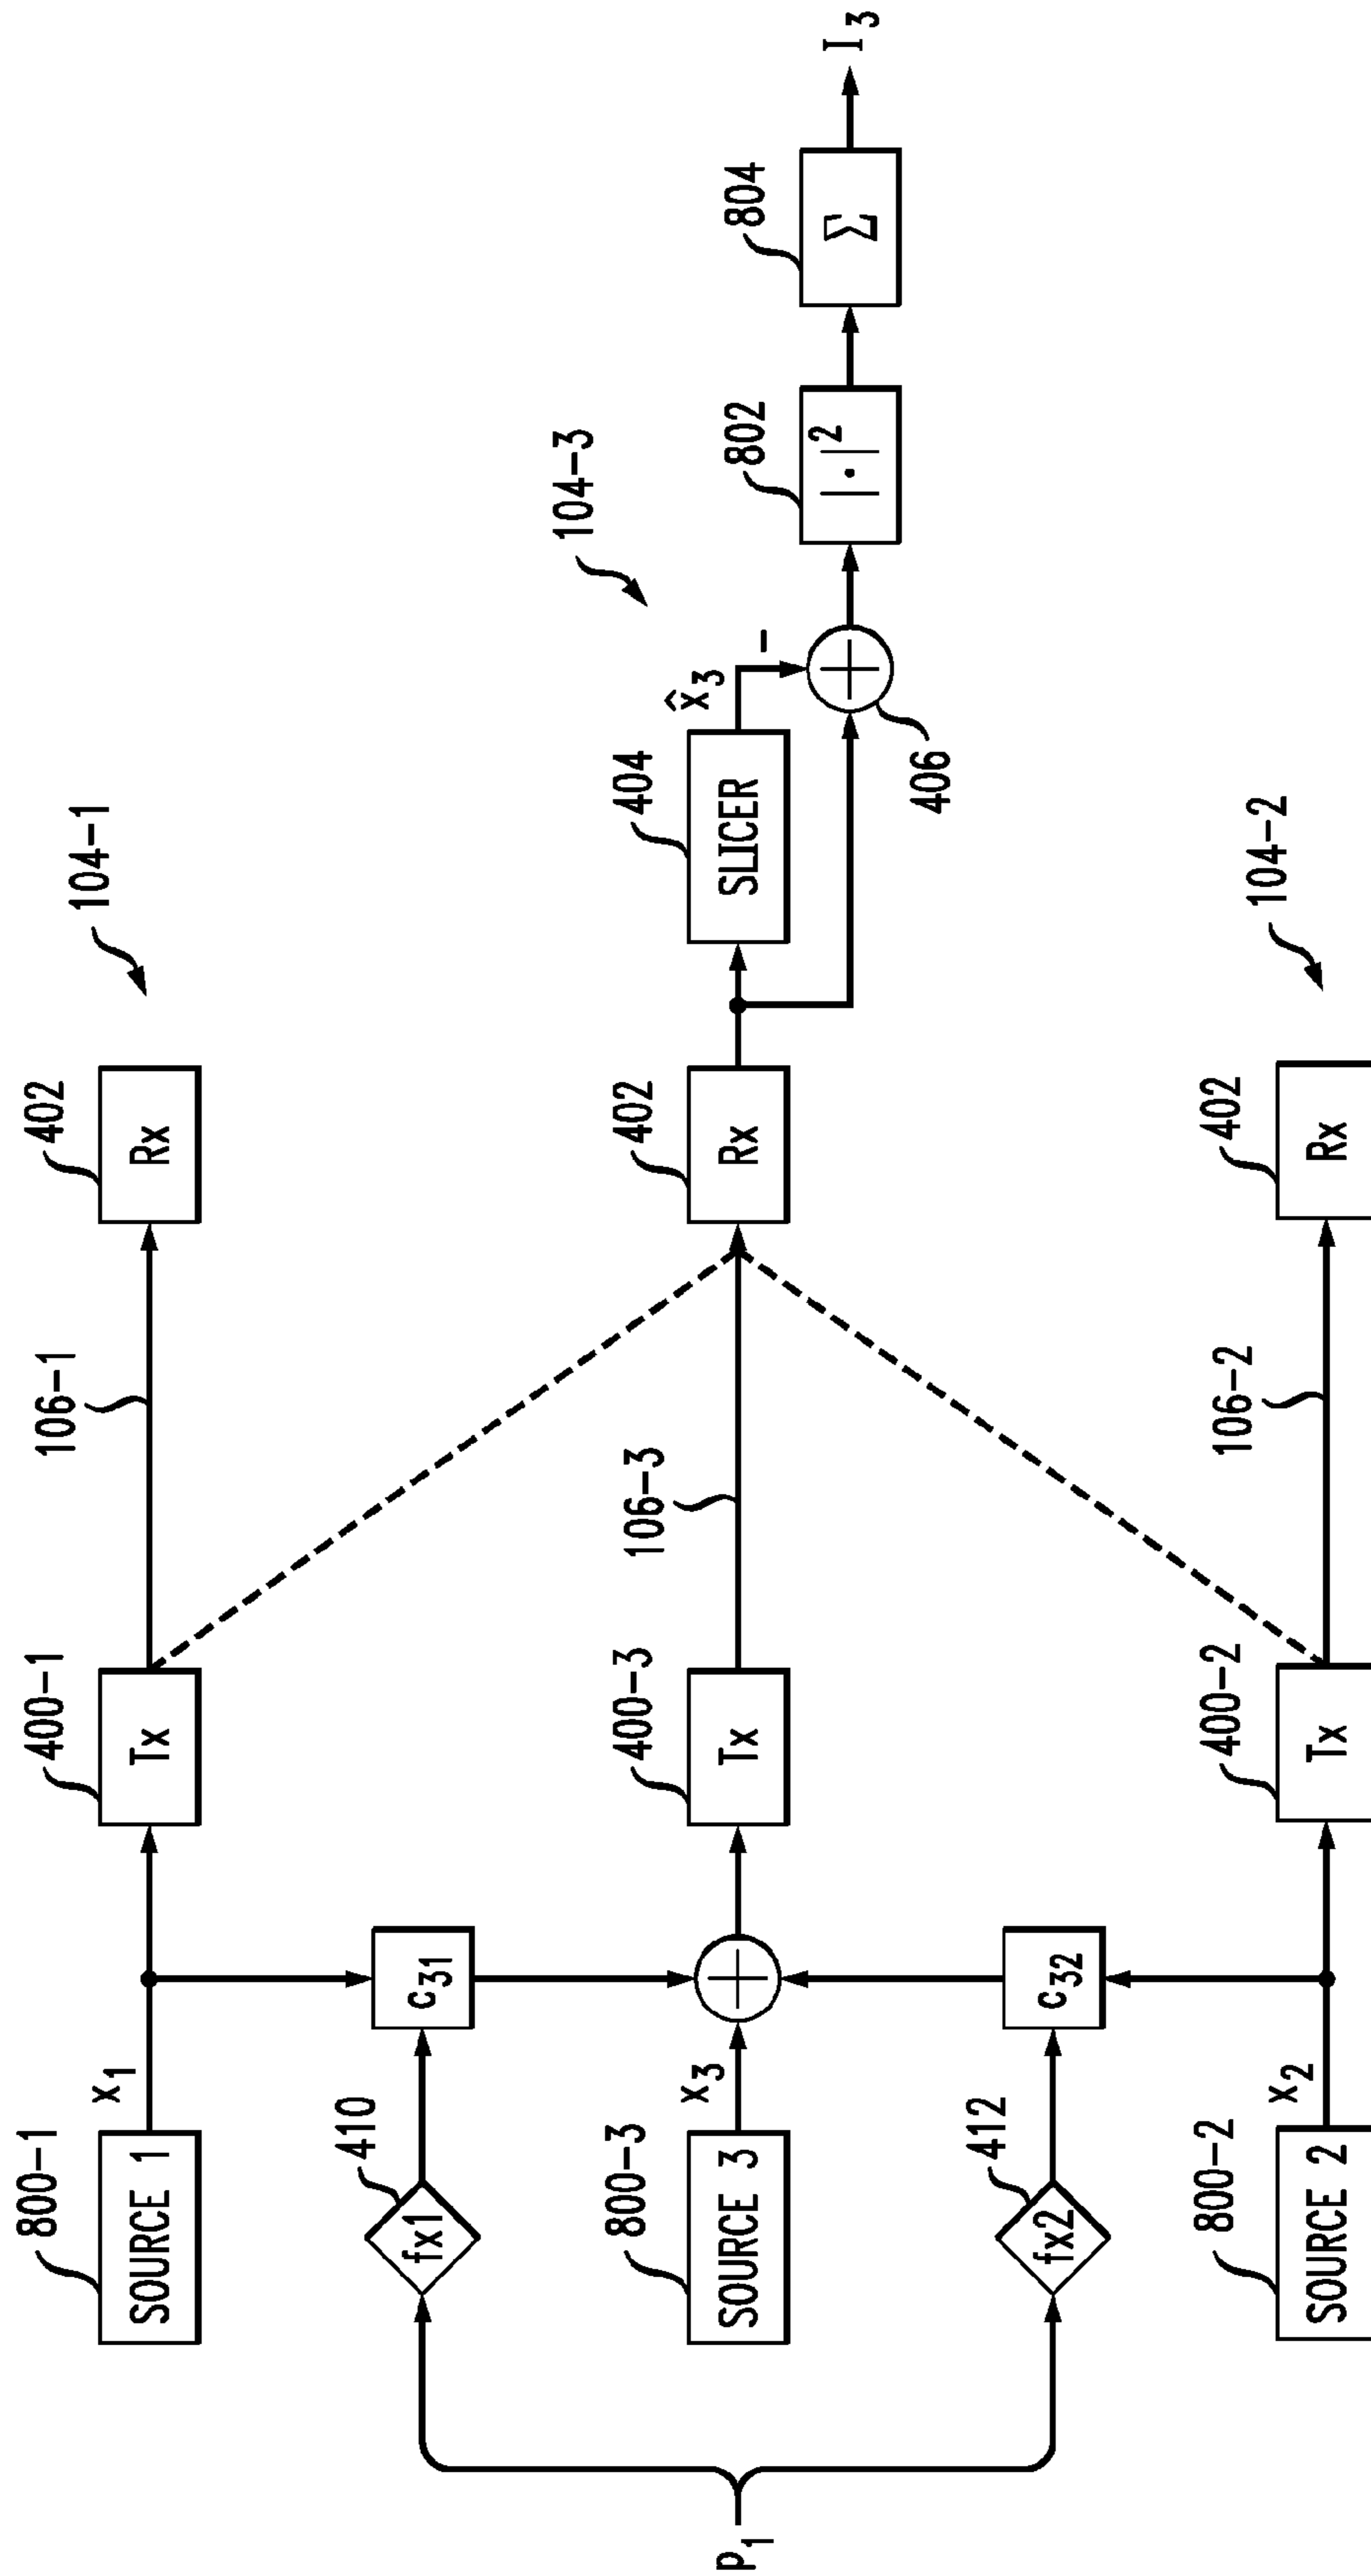 800-1
SOURCE 1
x1
400-1
Tx
106-1
402
Rx
104-1
p1
410
fx1
c31
800-3
SOURCE 3
x3
400-3
Tx
106-3
402
Rx
404
SLICER
x̂3
-
406
104-3
802
|·|2
804
Σ
I3
412
fx2
c32
800-2
SOURCE 2
x2
400-2
Tx
106-2
402
Rx
104-2